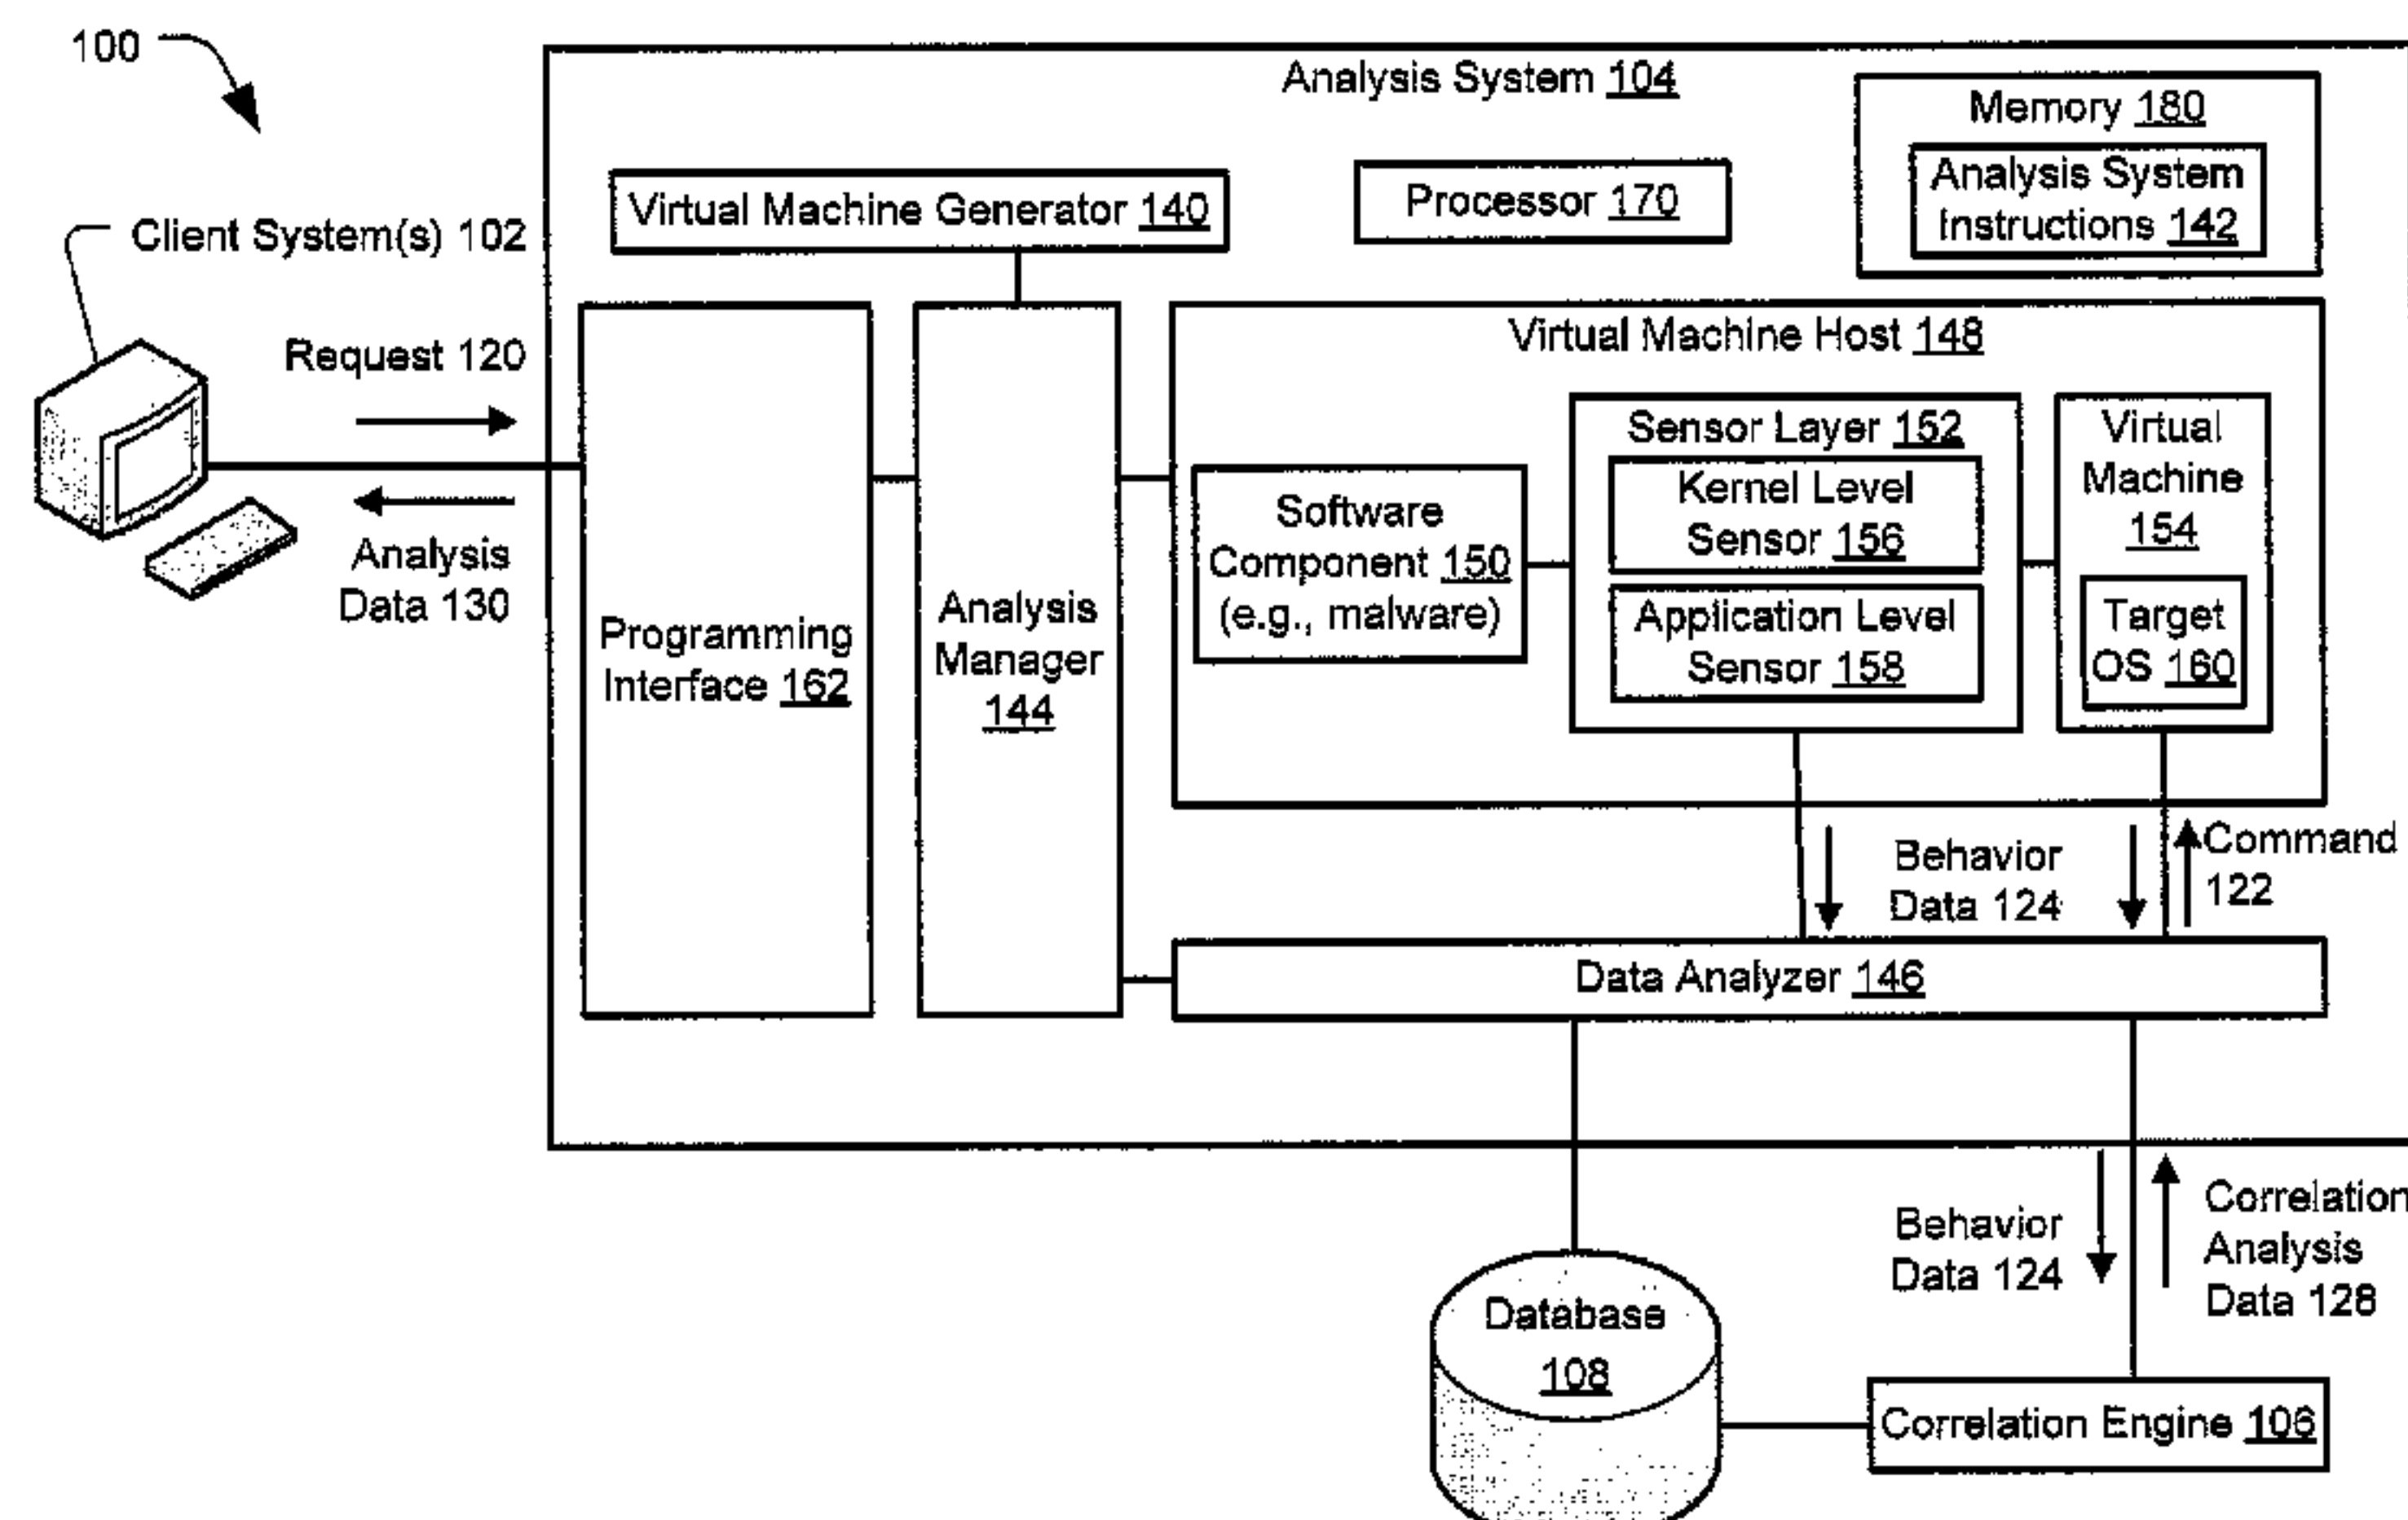 100
Analysis System 104
Memory 180
Analysis System
Instructions 142
Processor 170
Virtual Machine Generator 140
Client System(s) 102
Request 120
Analysis
Data 130
Programming
Interface 162
Analysis
Manager
144
Virtual Machine Host 148
Software
Component 150
(e.g., malware)
Sensor Layer 152
Kernel Level
Sensor 156
Application Level
Sensor 158
Virtual
Machine
154
Target
OS 160
Behavior
Data 124
Command
122
Data Analyzer 146
Behavior
Data 124
Correlation
Analysis
Data 128
Database
108
Correlation Engine 106